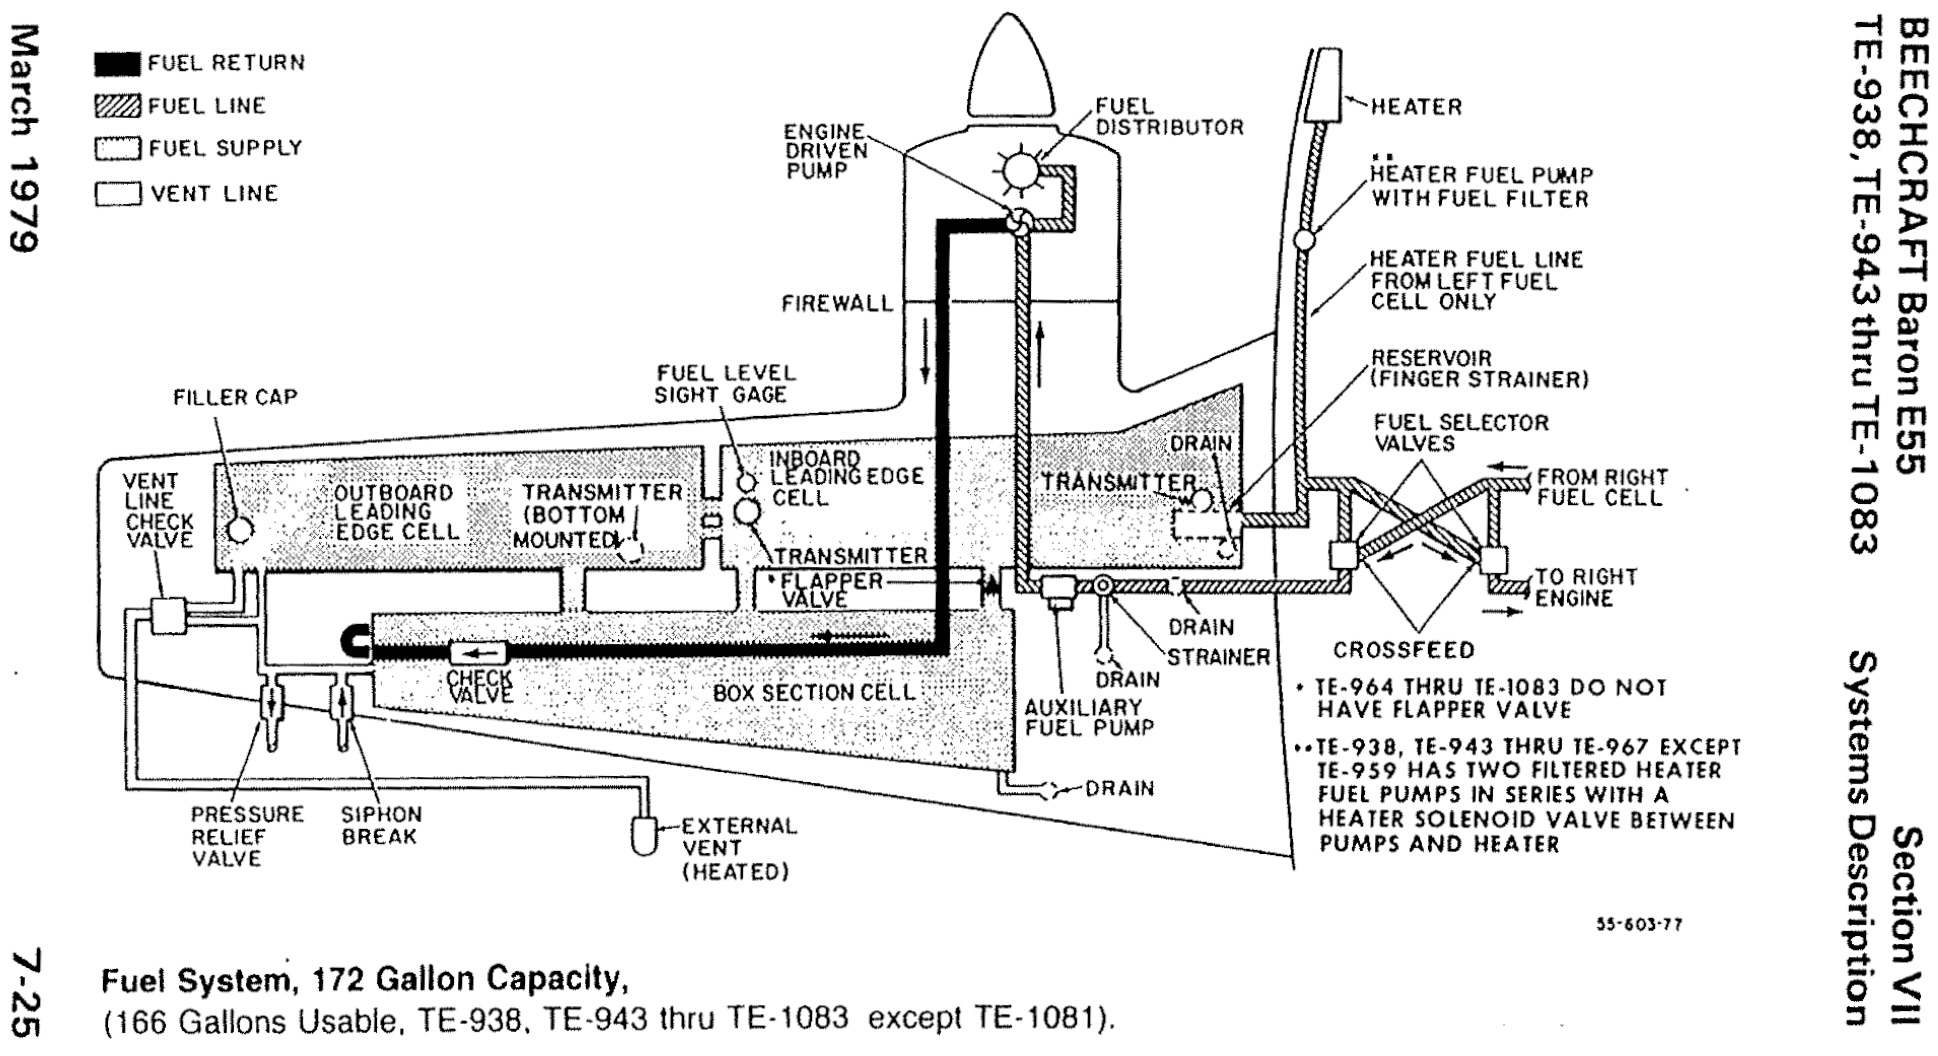 BEECHCRAFT Baron E55
TE-938, TE-943 thru TE-1083
Section VII
Systems Description
FUEL RETURN
FUEL LINE
FUEL SUPPLY
VENT LINE
ENGINE
DRIVEN
PUMP
FUEL
DISTRIBUTOR
HEATER
••
HEATER FUEL PUMP
WITH FUEL FILTER
HEATER FUEL LINE
FROM LEFT FUEL
CELL ONLY
FIREWALL
RESERVOIR
(FINGER STRAINER)
FUEL SELECTOR
VALVES
FUEL LEVEL
SIGHT GAGE
FILLER CAP
DRAIN
TRANSMITTER
INBOARD
LEADING EDGE
CELL
VENT
LINE
CHECK
VALVE
OUTBOARD
LEADING
EDGE CELL
TRANSMITTER
(BOTTOM
MOUNTED)
FROM RIGHT
FUEL CELL
TRANSMITTER
• FLAPPER
VALVE
TO RIGHT
ENGINE
DRAIN
STRAINER
CROSSFEED
DRAIN
CHECK
VALVE
BOX SECTION CELL
AUXILIARY
FUEL PUMP
• TE-964 THRU TE-1083 DO NOT
HAVE FLAPPER VALVE
••TE-938, TE-943 THRU TE-967 EXCEPT
TE-959 HAS TWO FILTERED HEATER
FUEL PUMPS IN SERIES WITH A
HEATER SOLENOID VALVE BETWEEN
PUMPS AND HEATER
DRAIN
PRESSURE
RELIEF
VALVE
SIPHON
BREAK
EXTERNAL
VENT
(HEATED)
55-603-77
Fuel System, 172 Gallon Capacity,
(166 Gallons Usable, TE-938, TE-943 thru TE-1083 except TE-1081).
March 1979
7-25